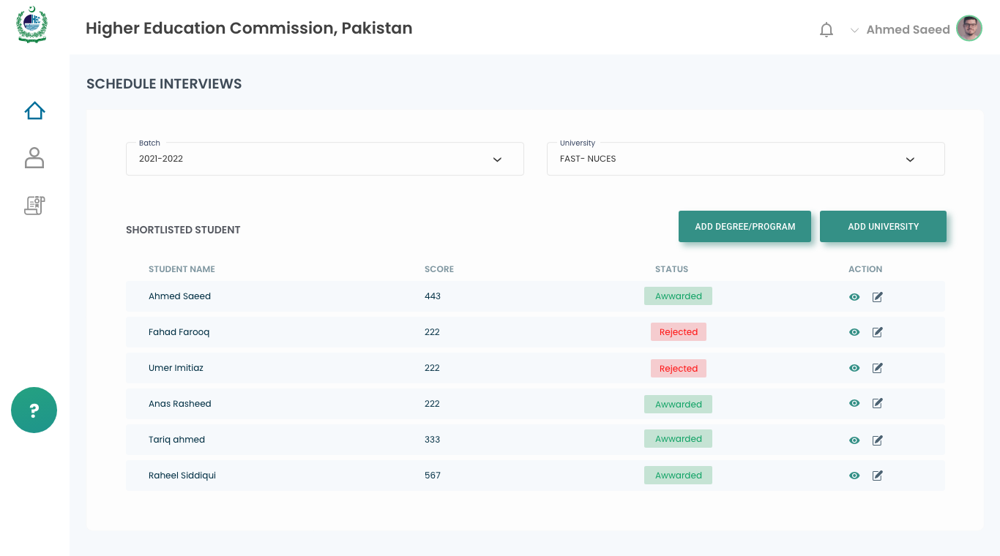 HEC
Higher Education Commission, Pakistan
Ahmed Saeed
SCHEDULE INTERVIEWS
Batch
2021-2022
University
FAST- NUCES
SHORTLISTED STUDENT
ADD DEGREE/PROGRAM
ADD UNIVERSITY
STUDENT NAME SCORE STATUS ACTION
Ahmed Saeed 443 Awwarded
Fahad Farooq 222 Rejected
Umer Imitiaz 222 Rejected
Anas Rasheed 222 Awwarded
Tariq ahmed 333 Awwarded
Raheel Siddiqui 567 Awwarded
?